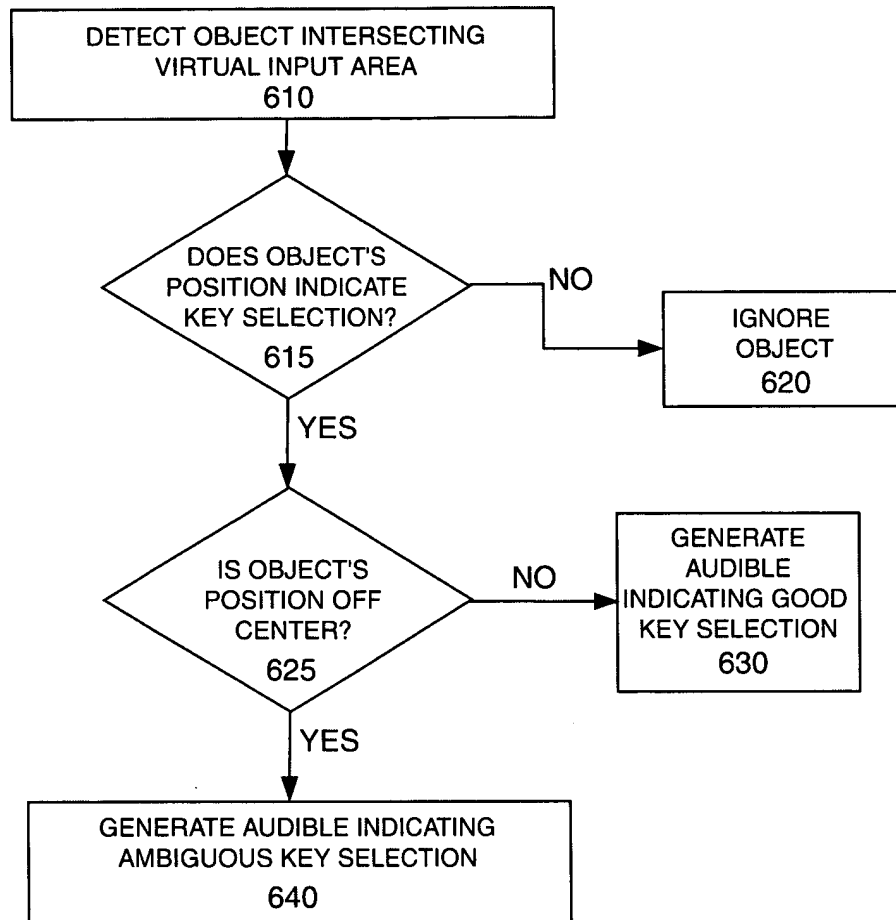 DETECT OBJECT INTERSECTING
VIRTUAL INPUT AREA
610
DOES OBJECT'S
POSITION INDICATE
KEY SELECTION?
615
NO
IGNORE
OBJECT
620
YES
IS OBJECT'S
POSITION OFF
CENTER?
625
NO
GENERATE
AUDIBLE
INDICATING GOOD
KEY SELECTION
630
YES
GENERATE AUDIBLE INDICATING
AMBIGUOUS KEY SELECTION
640